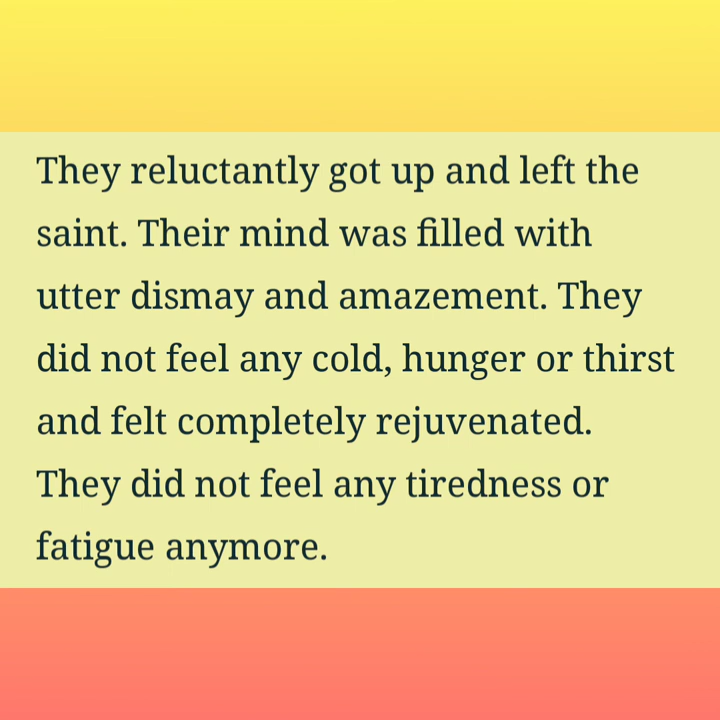 They reluctantly got up and left the
saint. Their mind was filled with
utter dismay and amazement. They
did not feel any cold, hunger or thirst
and felt completely rejuvenated.
They did not feel any tiredness or
fatigue anymore.